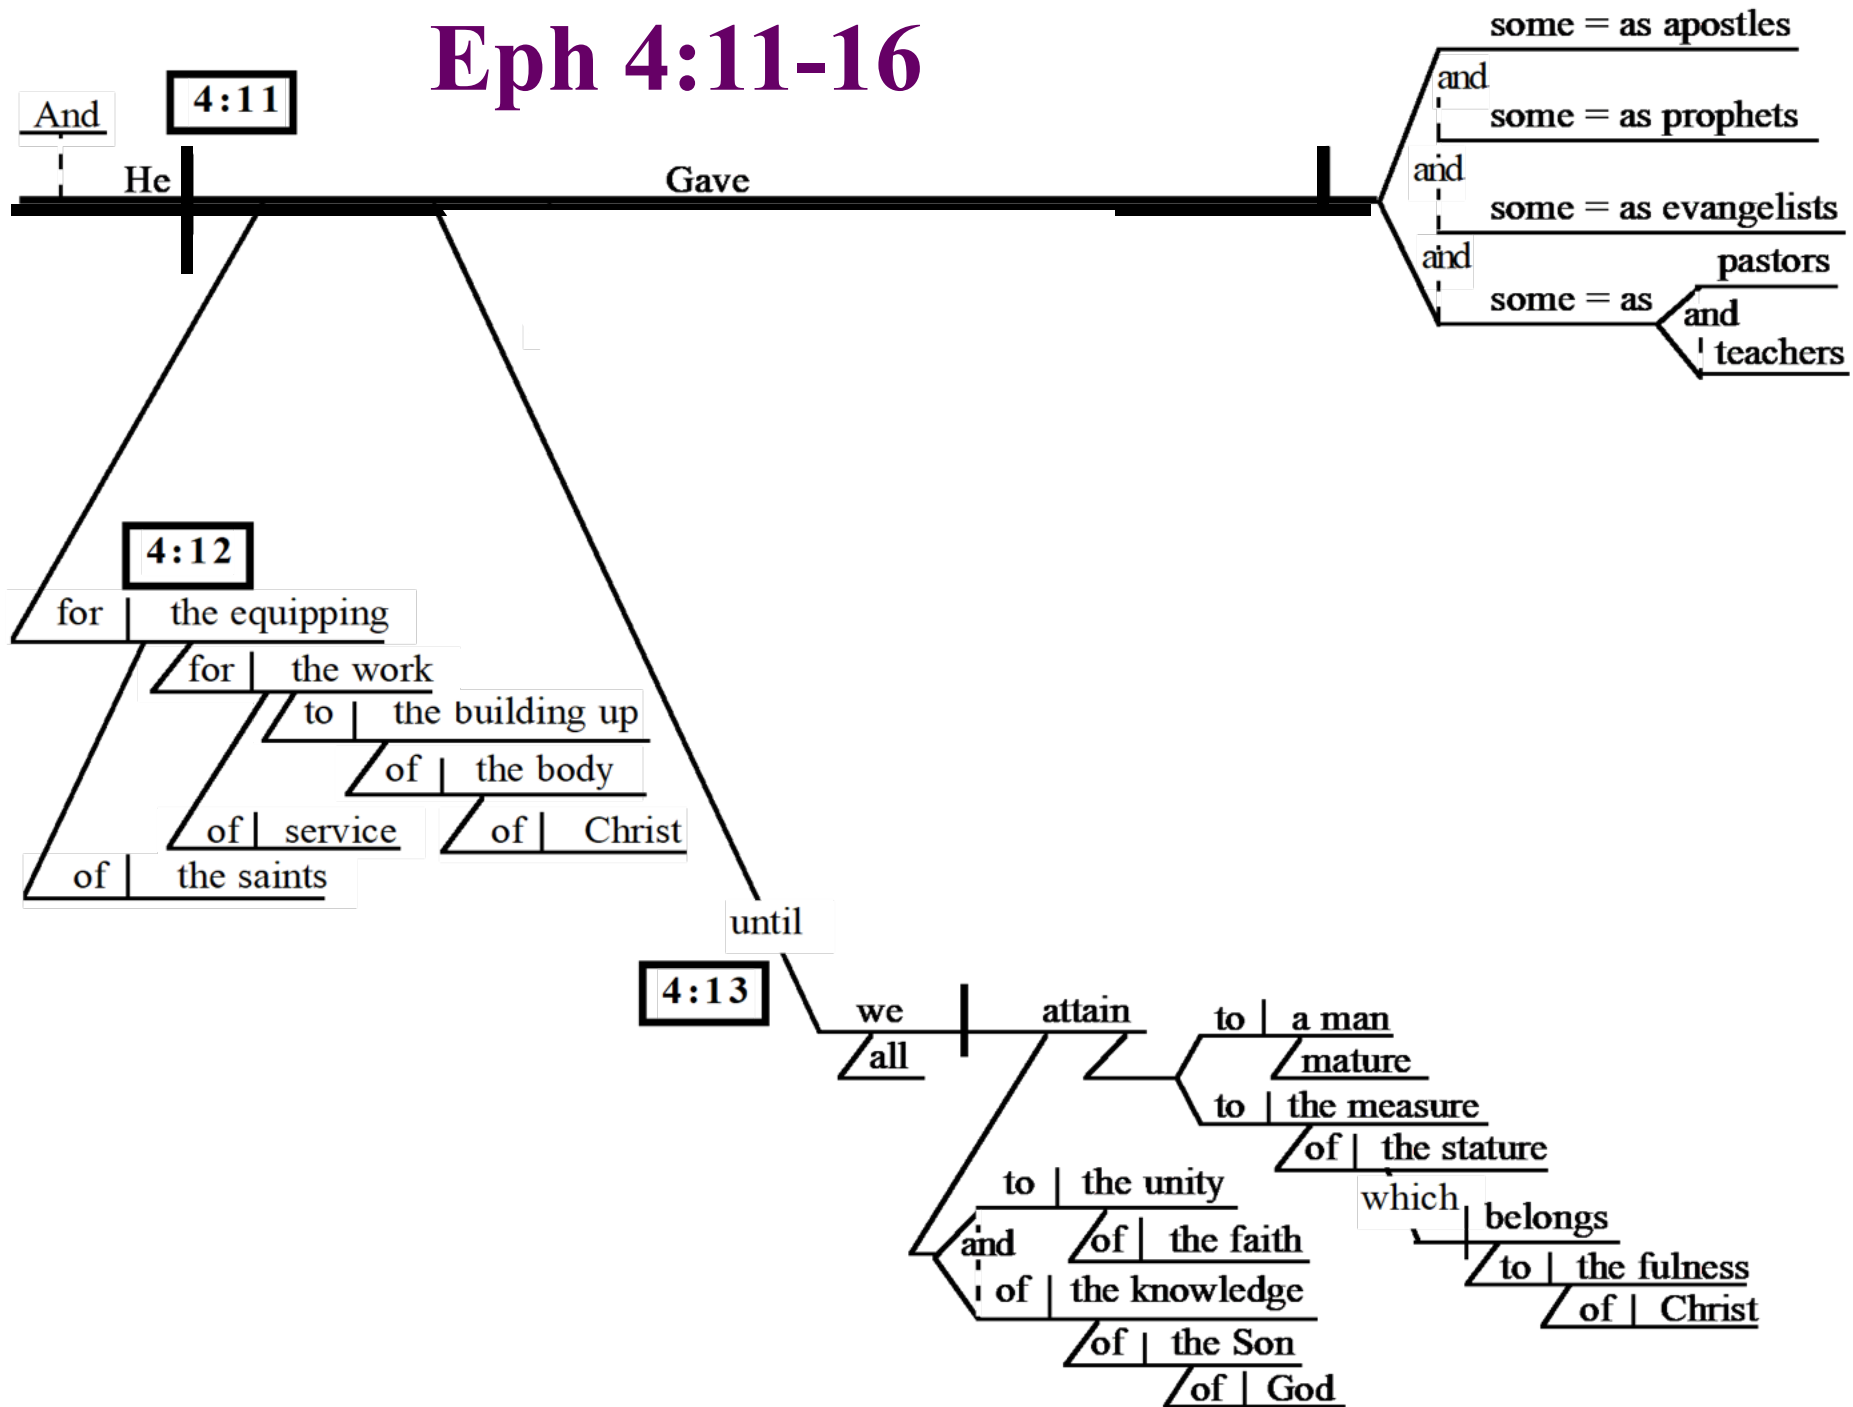 Eph 4:11-16
some = as apostles
and
some = as prophets
and
some = as evangelists
and
some = as
pastors
and
teachers
And
4:11
He | Gave
4:12
for | the equipping
for | the work
to | the building up
of | the body
of | service
of | Christ
of | the saints
until
4:13
we | attain
all
to | a man
mature
to | the measure
of | the stature
which | belongs
to | the fulness
of | Christ
to | the unity
of | the faith
and
of | the knowledge
of | the Son
of | God